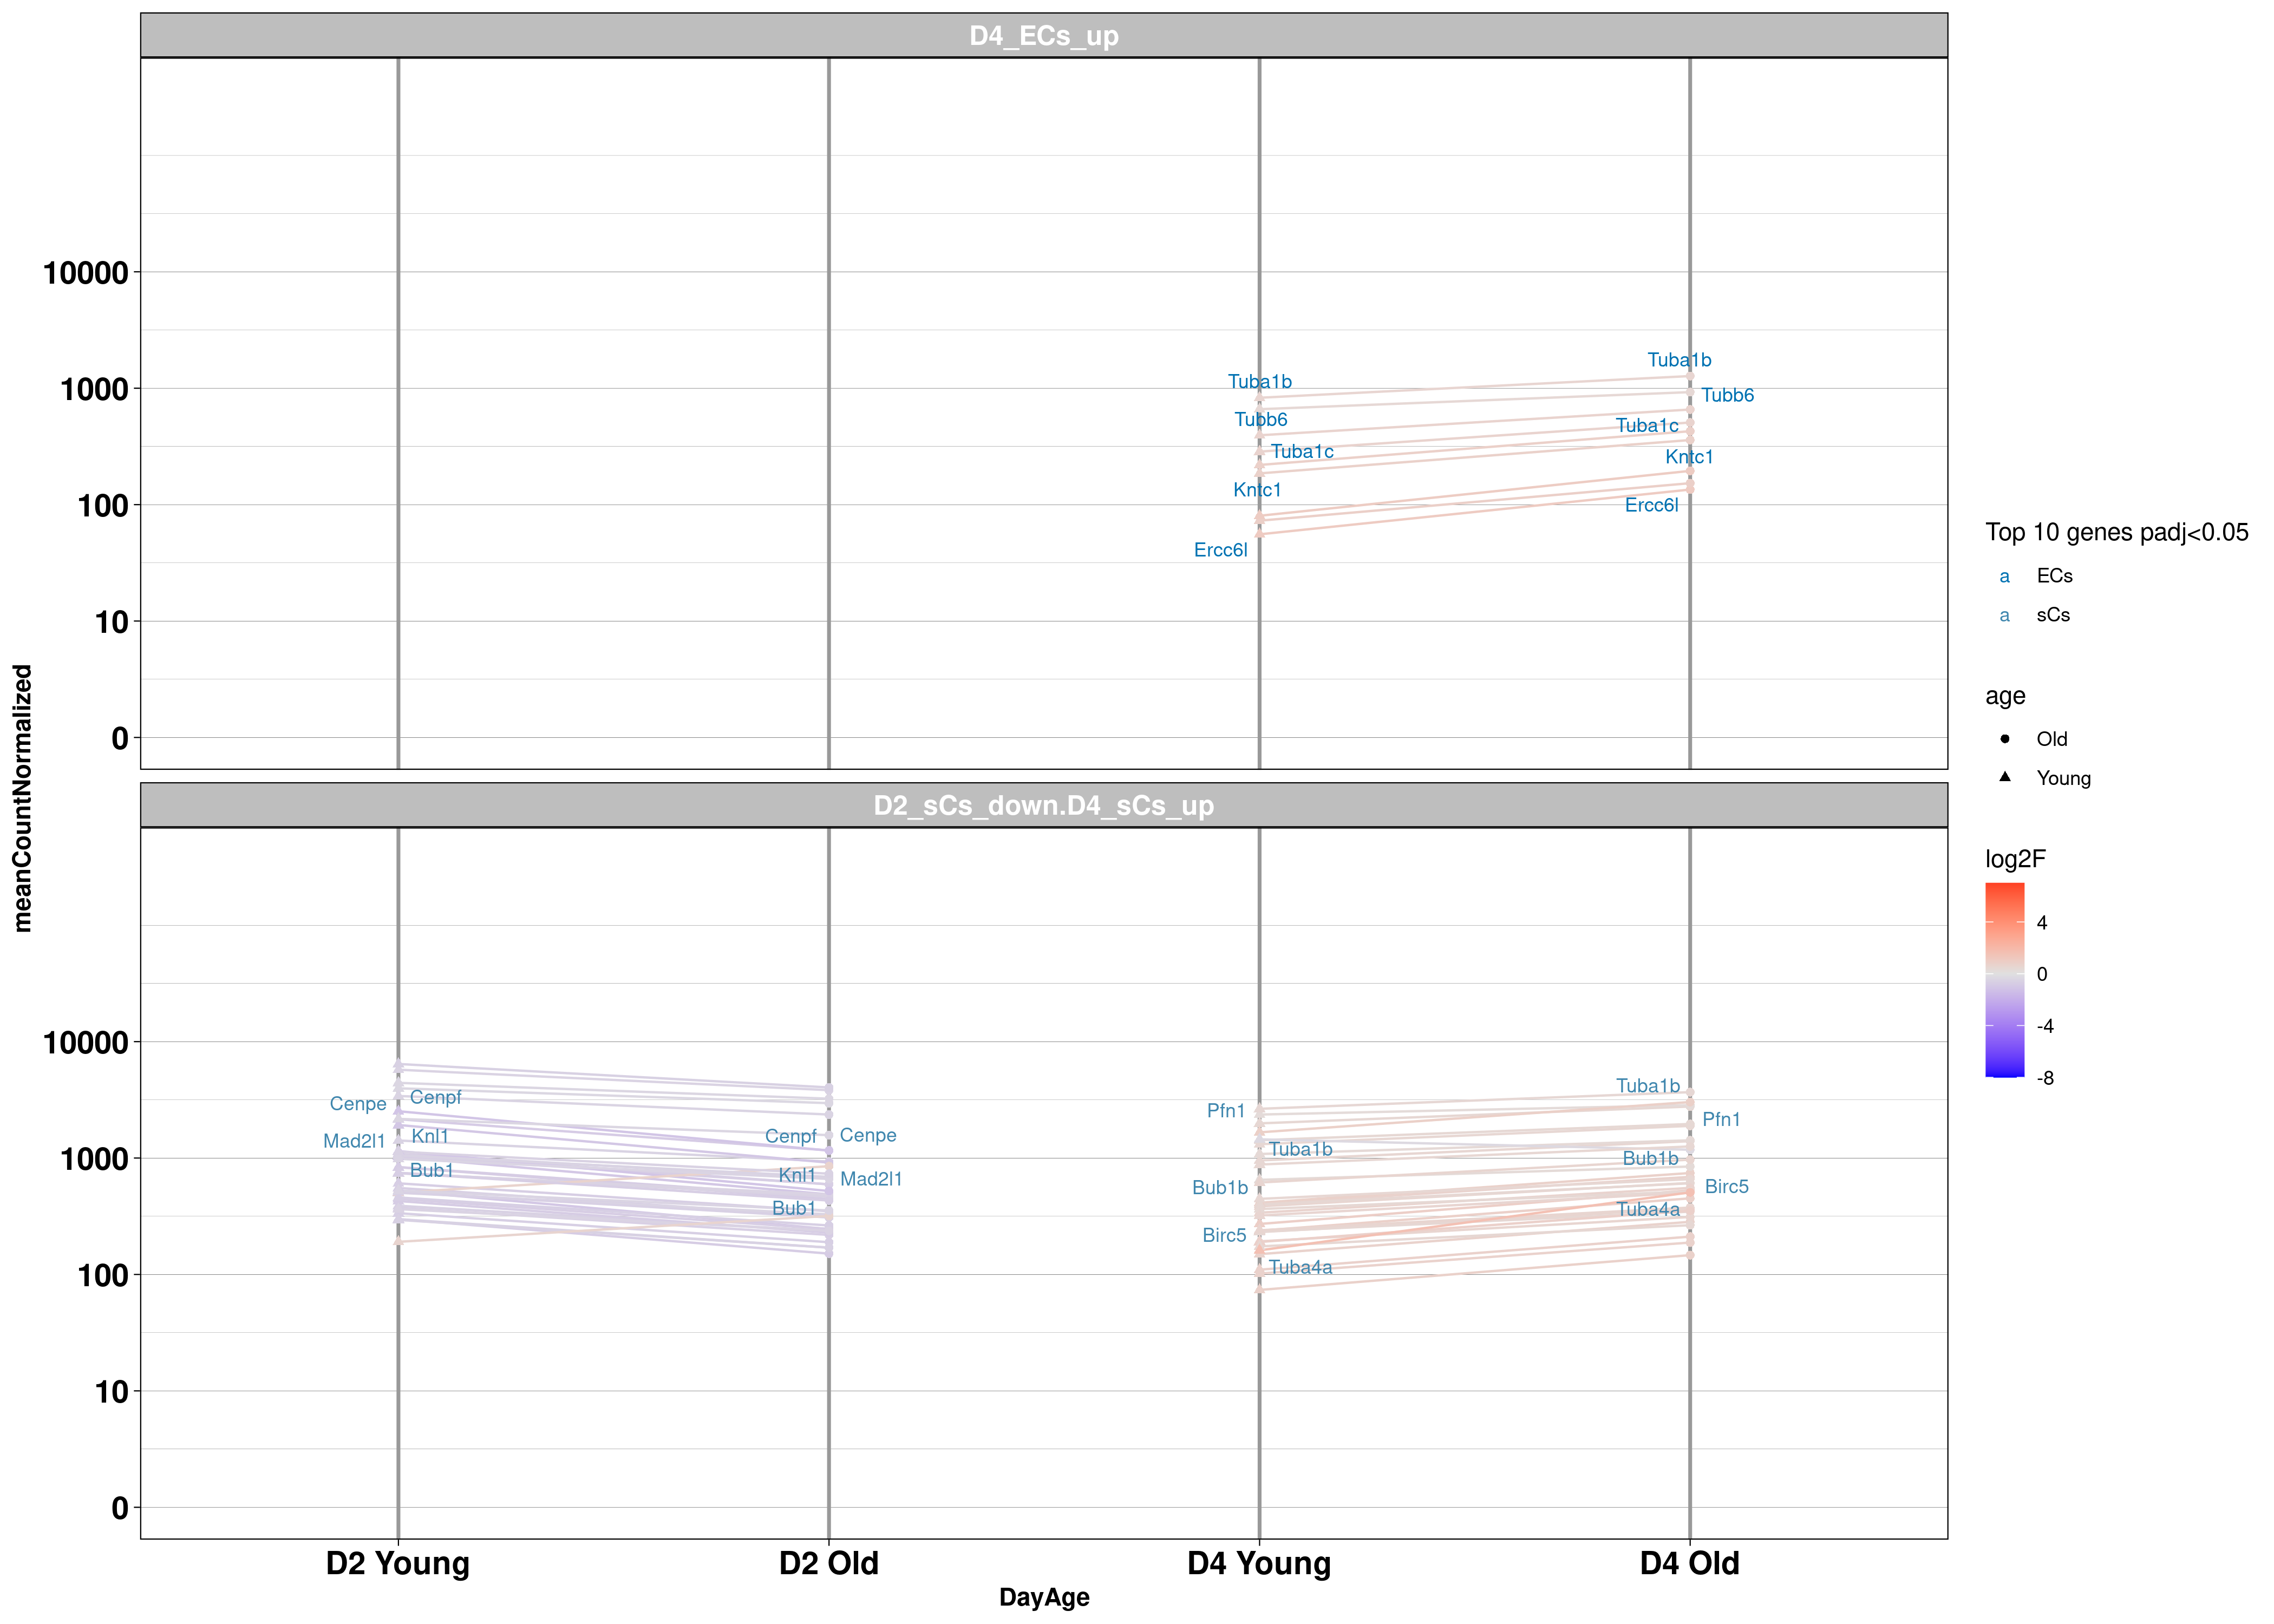 D4_ECs_up
10000
1000
100
10
0
Tuba1b
Tubb6
Tuba1c
Kntc1
Ercc6l
Tuba1b
Tubb6
Tuba1c
Kntc1
Ercc6l
meanCountNormalized
D2_sCs_down.D4_sCs_up
10000
1000
100
10
0
Cenpe
Cenpf
Mad2l1
Knl1
Bub1
Cenpf
Cenpe
Knl1
Mad2l1
Bub1
Pfn1
Tuba1b
Bub1b
Birc5
Tuba4a
Tuba1b
Pfn1
Bub1b
Birc5
Tuba4a
D2 Young
D2 Old
D4 Young
D4 Old
DayAge
Top 10 genes padj<0.05
a ECs
a sCs
age
Old
Young
log2F
4
0
-4
-8